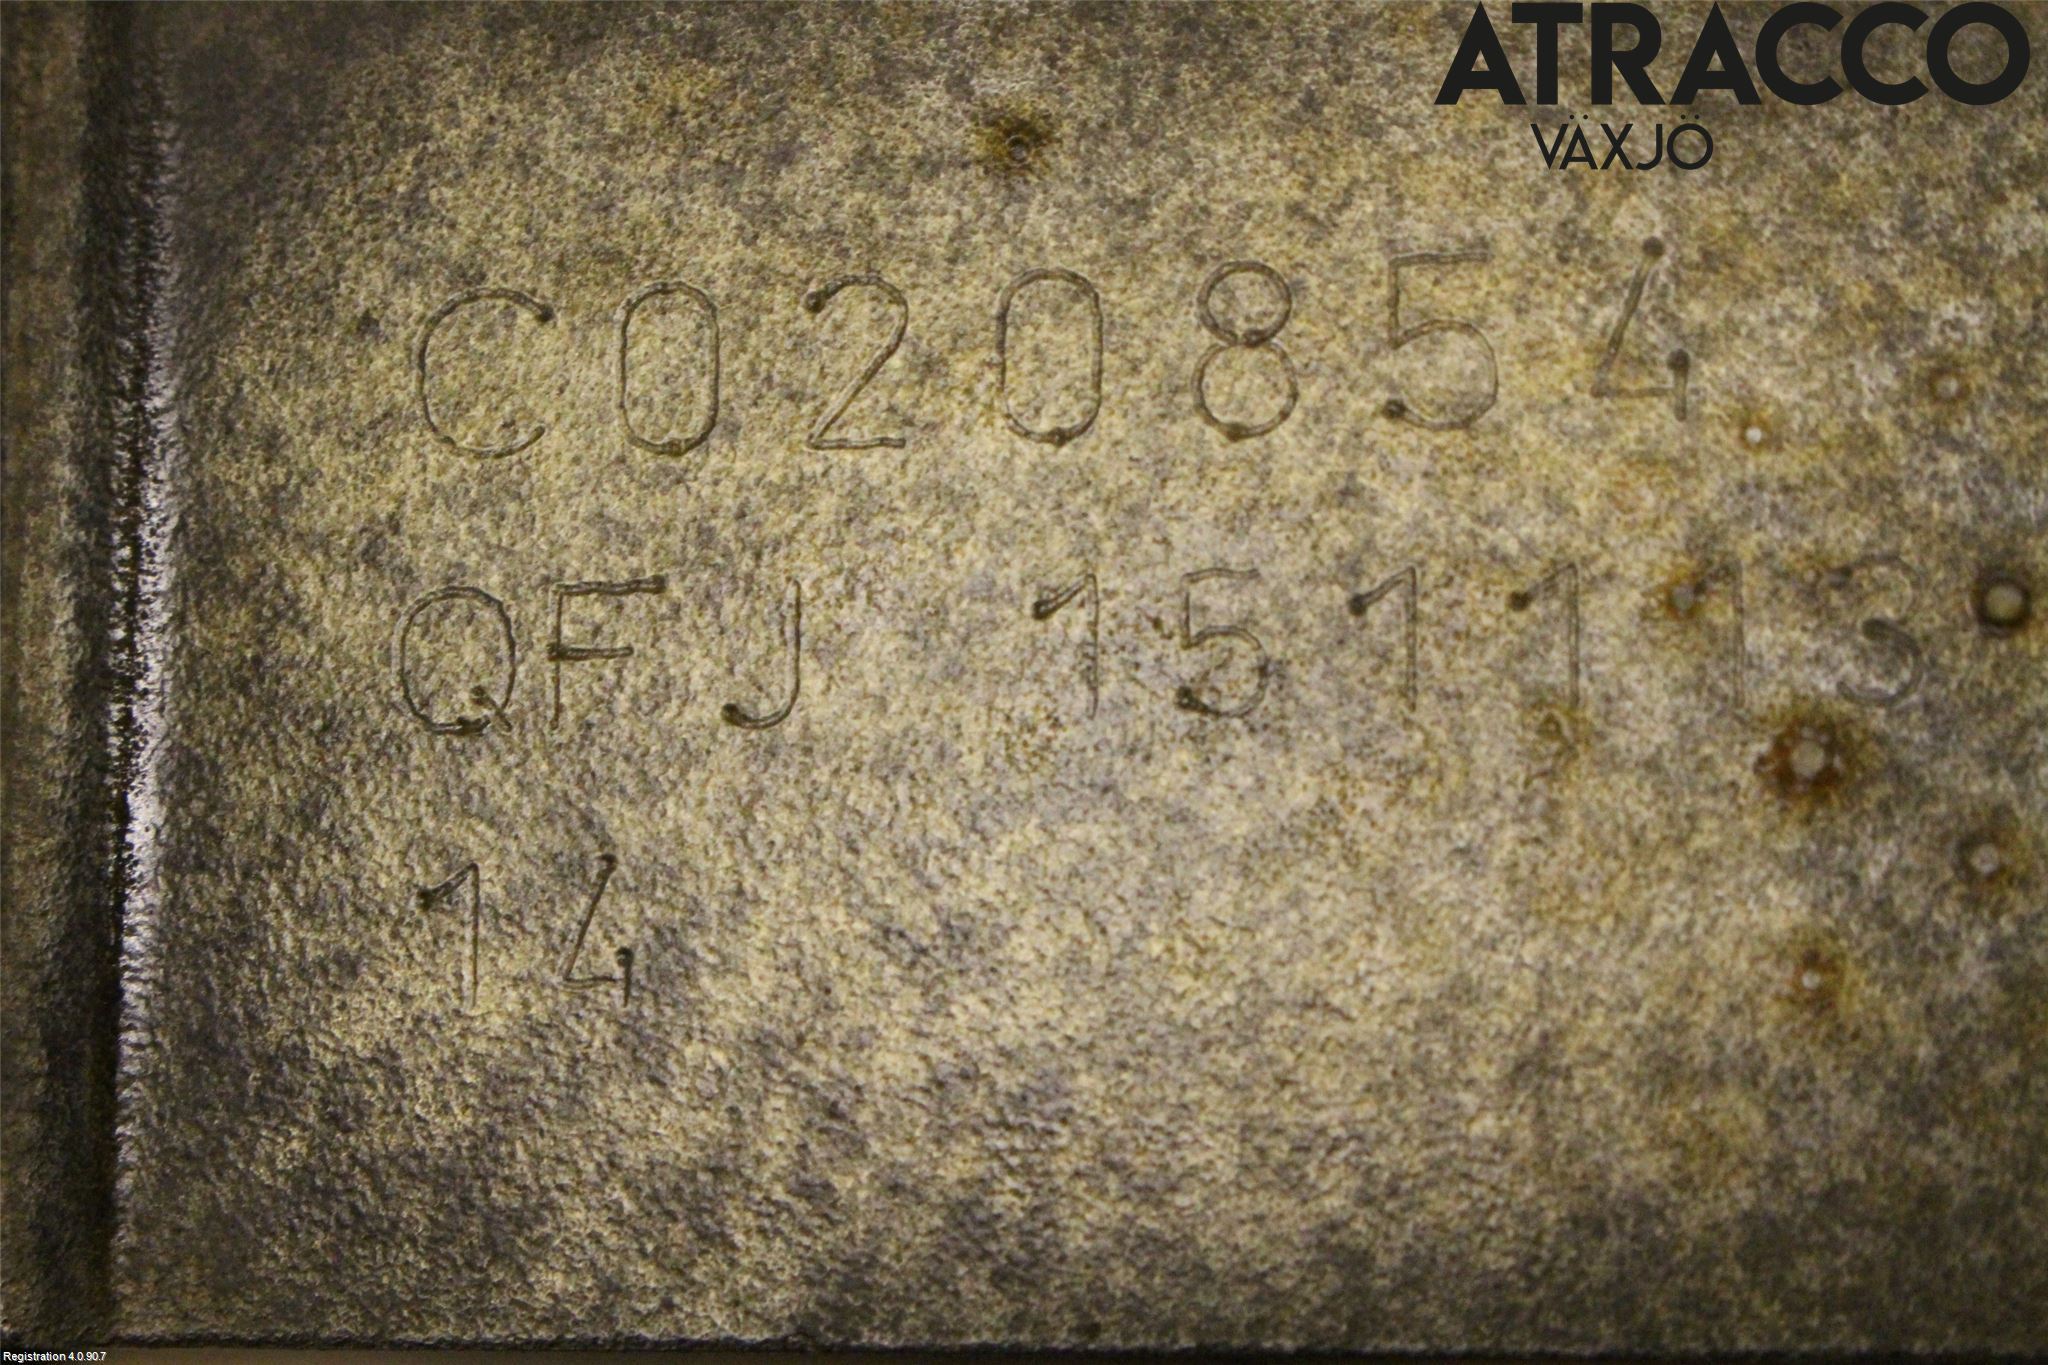 ATRACCO
VÄXJÖ
C020854
QFJ 151113
14
Registration 4.0.90.7